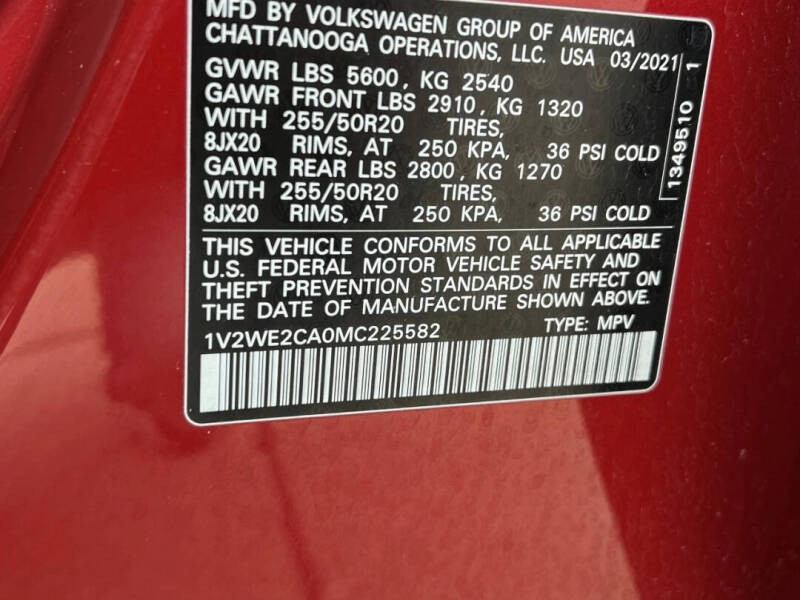 MFD BY VOLKSWAGEN GROUP OF AMERICA
CHATTANOOGA OPERATIONS, LLC. USA 03/2021
GVWR LBS 5600, KG 2540
GAWR FRONT LBS 2910, KG 1320
WITH 255/50R20 TIRES,
8JX20 RIMS, AT 250 KPA, 36 PSI COLD
GAWR REAR LBS 2800, KG 1270
WITH 255/50R20 TIRES,
8JX20 RIMS, AT 250 KPA, 36 PSI COLD
THIS VEHICLE CONFORMS TO ALL APPLICABLE
U.S. FEDERAL MOTOR VEHICLE SAFETY AND
THEFT PREVENTION STANDARDS IN EFFECT ON
THE DATE OF MANUFACTURE SHOWN ABOVE.
1V2WE2CA0MC225582 TYPE: MPV
1349510 1